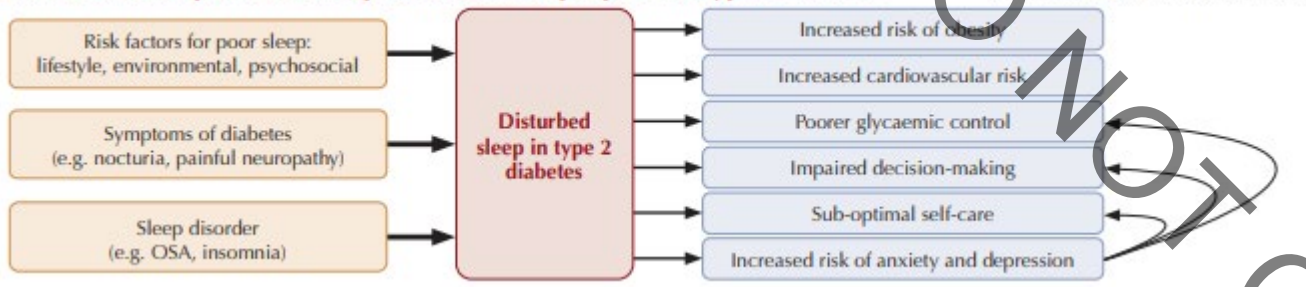 Risk factors for poor sleep:
lifestyle, environmental, psychosocial
Symptoms of diabetes
(e.g. nocturia, painful neuropathy)
Sleep disorder
(e.g. OSA, insomnia)
Disturbed
sleep in type 2
diabetes
Increased risk of obesity
Increased cardiovascular risk
Poorer glycaemic control
Impaired decision-making
Sub-optimal self-care
Increased risk of anxiety and depression
NOT